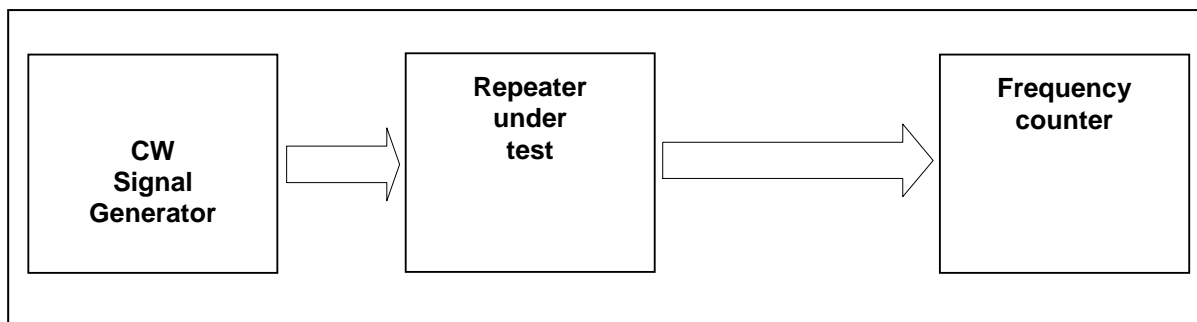 CW
Signal
Generator
Repeater
under
test
Frequency
counter